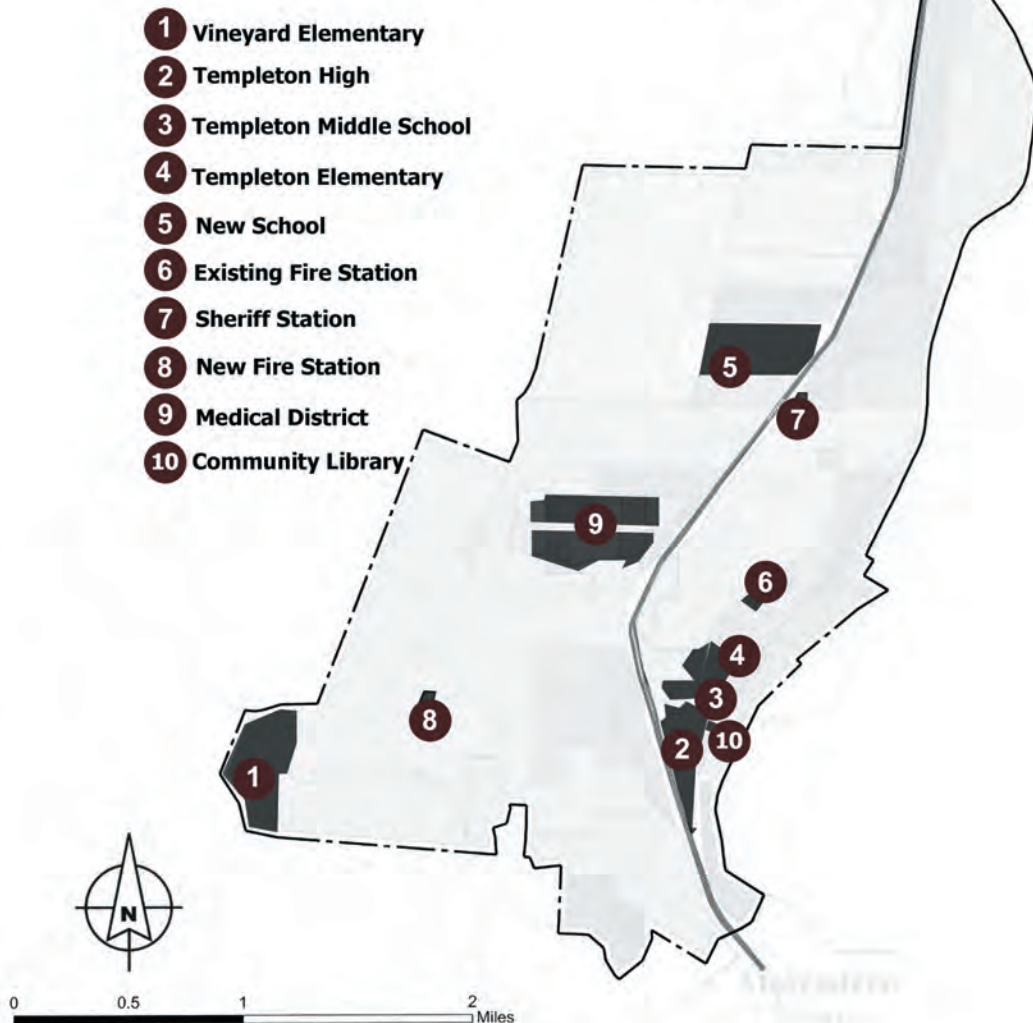 1 Vineyard Elementary
2 Templeton High
3 Templeton Middle School
4 Templeton Elementary
5 New School
6 Existing Fire Station
7 Sheriff Station
8 New Fire Station
9 Medical District
10 Community Library
5
7
9
6
4
3
8
10
2
1
N
0 0.5 1 2
Miles